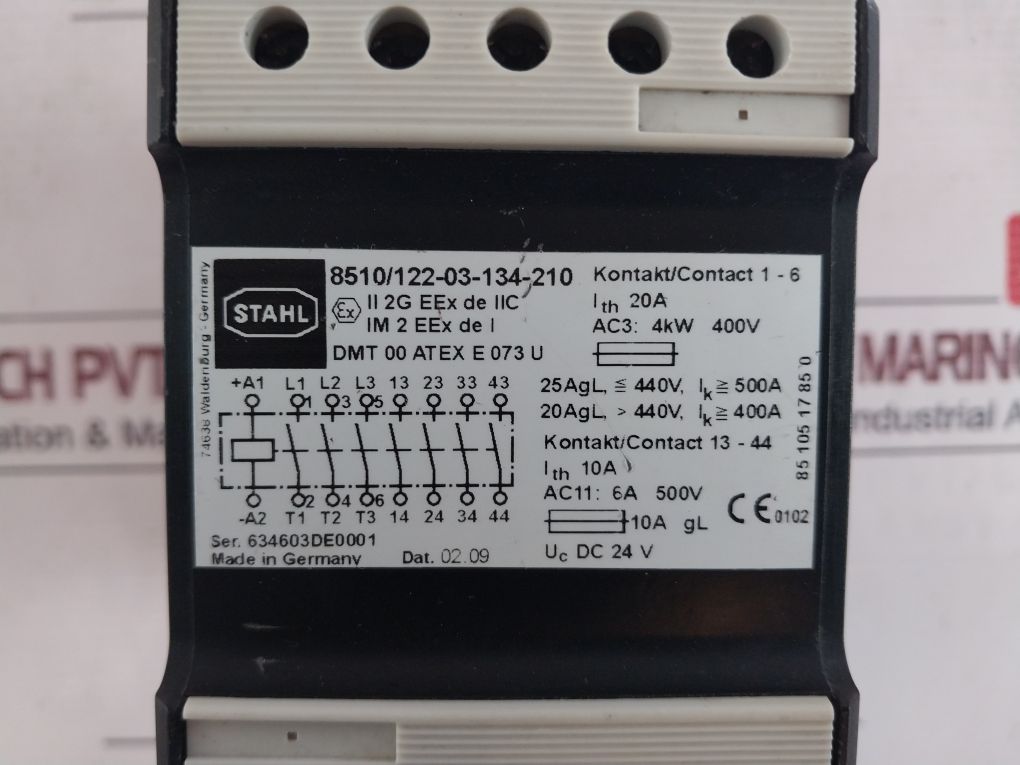 STAHL
8510/122-03-134-210
Ex II 2G EEx de IIC
IM 2 EEx de I
DMT 00 ATEX E 073 U
74638 Waldenburg - Germany
+A1 L1 L2 L3 13 23 33 43
1 3 5
2 4 6
-A2 T1 T2 T3 14 24 34 44
Ser. 634603DE0001
Made in Germany Dat. 02.09
Kontakt/Contact 1 - 6
Ith 20A
AC3: 4kW 400V
25AgL, ≦ 440V, Ik ≧ 500A
20AgL, > 440V, Ik ≧ 400A
Kontakt/Contact 13 - 44
Ith 10A
AC11: 6A 500V
10A gL
Uc DC 24 V
CE 0102
85 105 17 85 0
CH PVT
MARING
ation & Ma
dustrial A